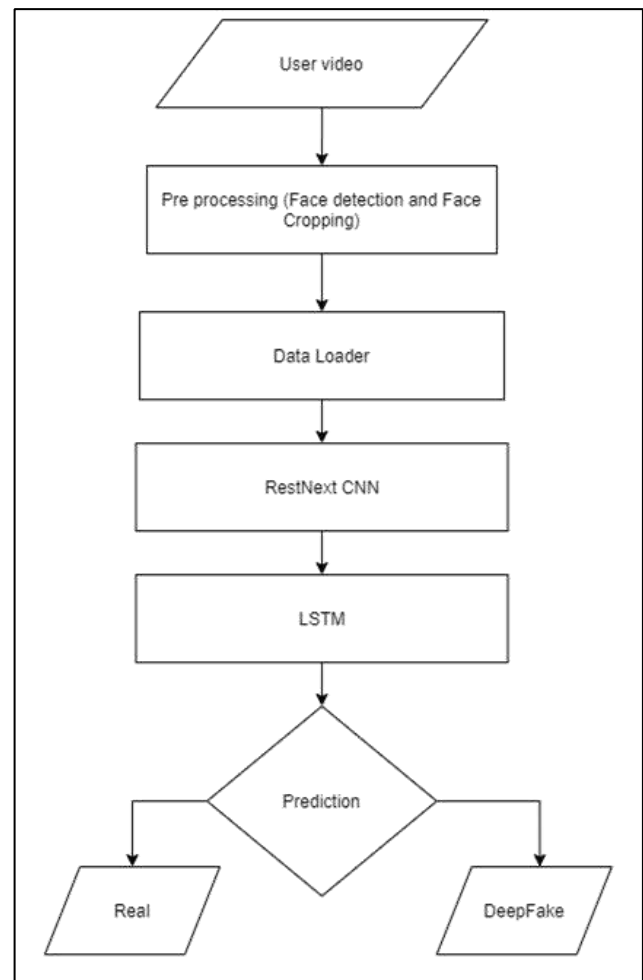 User video
Pre processing (Face detection and Face
Cropping)
Data Loader
RestNext CNN
LSTM
Prediction
Real
DeepFake